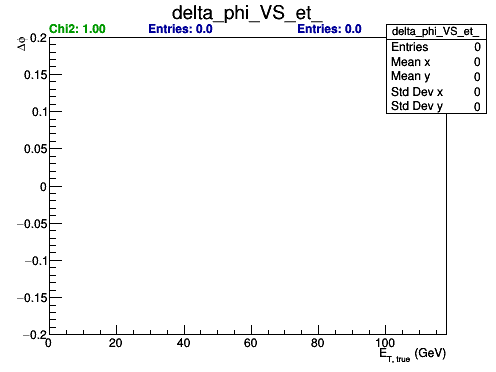 delta_phi_VS_et_
Chi2: 1.00 Entries: 0.0 Entries: 0.0
delta_phi_VS_et_
Entries 0
Mean x 0
Mean y 0
Std Dev x 0
Std Dev y 0
Δϕ
0.2
0.15
0.1
0.05
0
−0.05
−0.1
−0.15
−0.2
0 20 40 60 80 100
E_T, true (GeV)